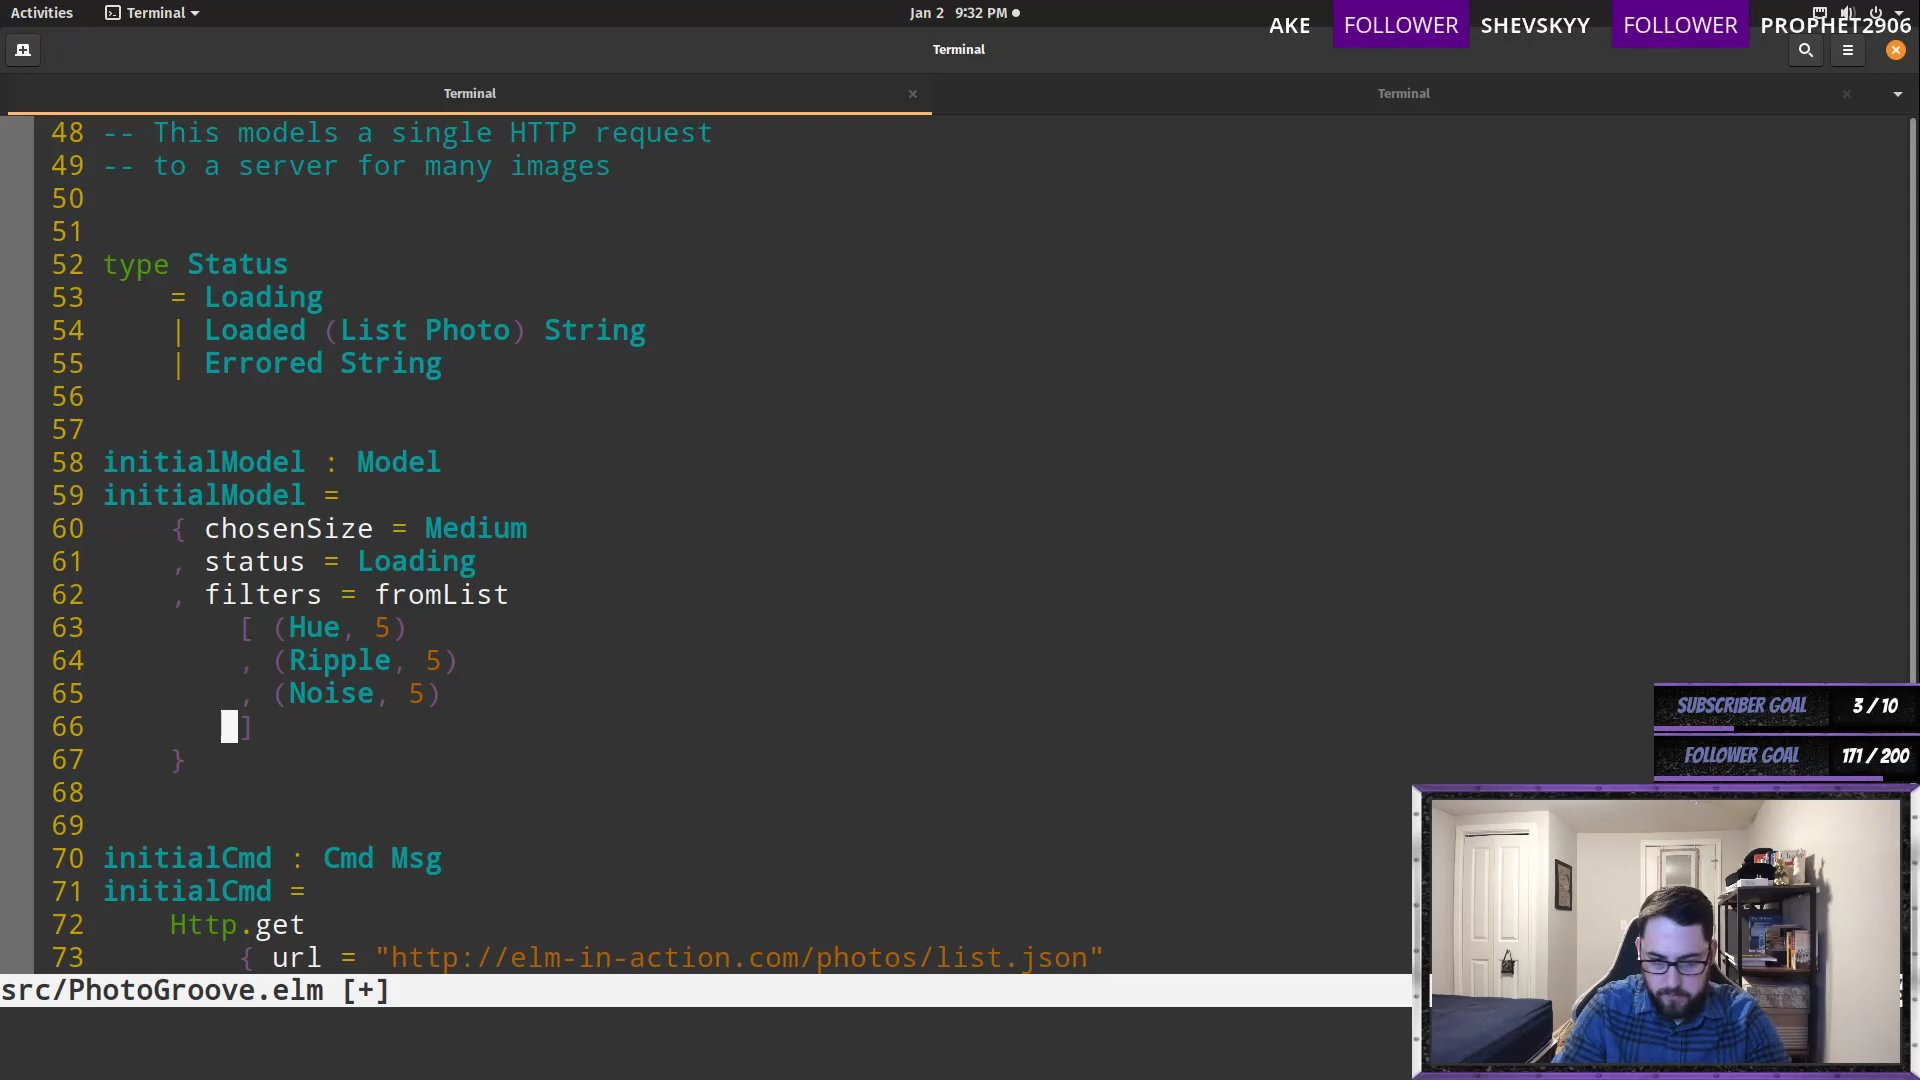 Activities
Terminal
Jan 2 9:32 PM
AKE FOLLOWER SHEVSKYY FOLLOWER PROPHET2906
Terminal
Terminal
Terminal
48 -- This models a single HTTP request
49 -- to a server for many images
50
51
52 type Status
53     = Loading
54     | Loaded (List Photo) String
55     | Errored String
56
57
58 initialModel : Model
59 initialModel =
60     { chosenSize = Medium
61     , status = Loading
62     , filters = fromList
63         [ (Hue, 5)
64         , (Ripple, 5)
65         , (Noise, 5)
66         ]
67     }
68
69
70 initialCmd : Cmd Msg
71 initialCmd =
72     Http.get
73         { url = "http://elm-in-action.com/photos/list.json"
src/PhotoGroove.elm [+]
SUBSCRIBER GOAL 3 / 10
FOLLOWER GOAL 171 / 200